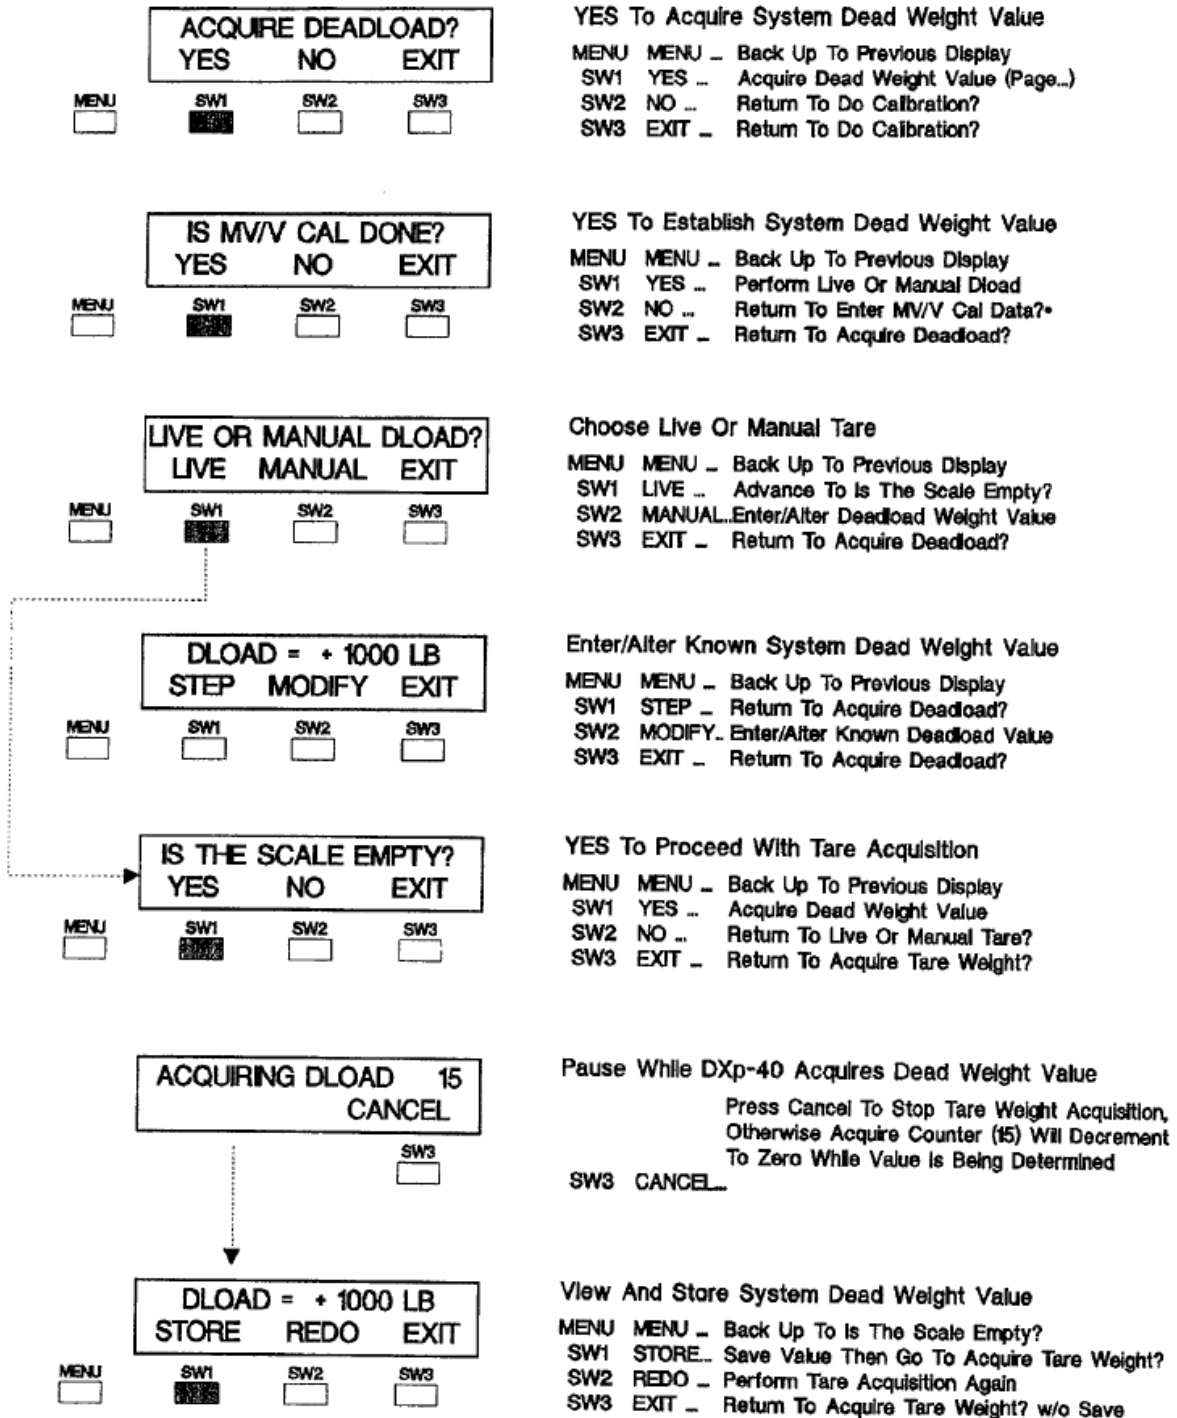 ACQUIRE DEADLOAD?
YES NO EXIT
MENU SW1 SW2 SW3
YES To Acquire System Dead Weight Value
MENU MENU ... Back Up To Previous Display
SW1 YES ... Acquire Dead Weight Value (Page...)
SW2 NO ... Return To Do Calibration?
SW3 EXIT ... Return To Do Calibration?
IS MV/V CAL DONE?
YES NO EXIT
MENU SW1 SW2 SW3
YES To Establish System Dead Weight Value
MENU MENU ... Back Up To Previous Display
SW1 YES ... Perform Live Or Manual Dload
SW2 NO ... Return To Enter MV/V Cal Data?*
SW3 EXIT ... Return To Acquire Deadload?
LIVE OR MANUAL DLOAD?
LIVE MANUAL EXIT
MENU SW1 SW2 SW3
Choose Live Or Manual Tare
MENU MENU ... Back Up To Previous Display
SW1 LIVE ... Advance To Is The Scale Empty?
SW2 MANUAL...Enter/Alter Deadload Weight Value
SW3 EXIT ... Return To Acquire Deadload?
DLOAD = + 1000 LB
STEP MODIFY EXIT
MENU SW1 SW2 SW3
Enter/Alter Known System Dead Weight Value
MENU MENU ... Back Up To Previous Display
SW1 STEP ... Return To Acquire Deadload?
SW2 MODIFY... Enter/Alter Known Deadload Value
SW3 EXIT ... Return To Acquire Deadload?
IS THE SCALE EMPTY?
YES NO EXIT
MENU SW1 SW2 SW3
YES To Proceed With Tare Acquisition
MENU MENU ... Back Up To Previous Display
SW1 YES ... Acquire Dead Weight Value
SW2 NO ... Return To Live Or Manual Tare?
SW3 EXIT ... Return To Acquire Tare Weight?
ACQUIRING DLOAD 15
CANCEL
SW3
Pause While DXp-40 Acquires Dead Weight Value
Press Cancel To Stop Tare Weight Acquisition,
Otherwise Acquire Counter (15) Will Decrement
To Zero While Value Is Being Determined
SW3 CANCEL...
DLOAD = + 1000 LB
STORE REDO EXIT
MENU SW1 SW2 SW3
View And Store System Dead Weight Value
MENU MENU ... Back Up To Is The Scale Empty?
SW1 STORE... Save Value Then Go To Acquire Tare Weight?
SW2 REDO ... Perform Tare Acquisition Again
SW3 EXIT ... Return To Acquire Tare Weight? w/o Save